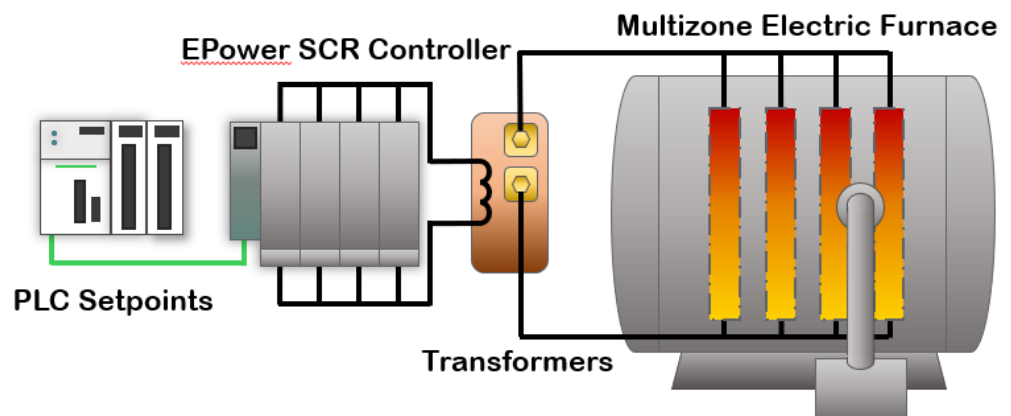 Multizone Electric Furnace
EPower SCR Controller
PLC Setpoints
Transformers